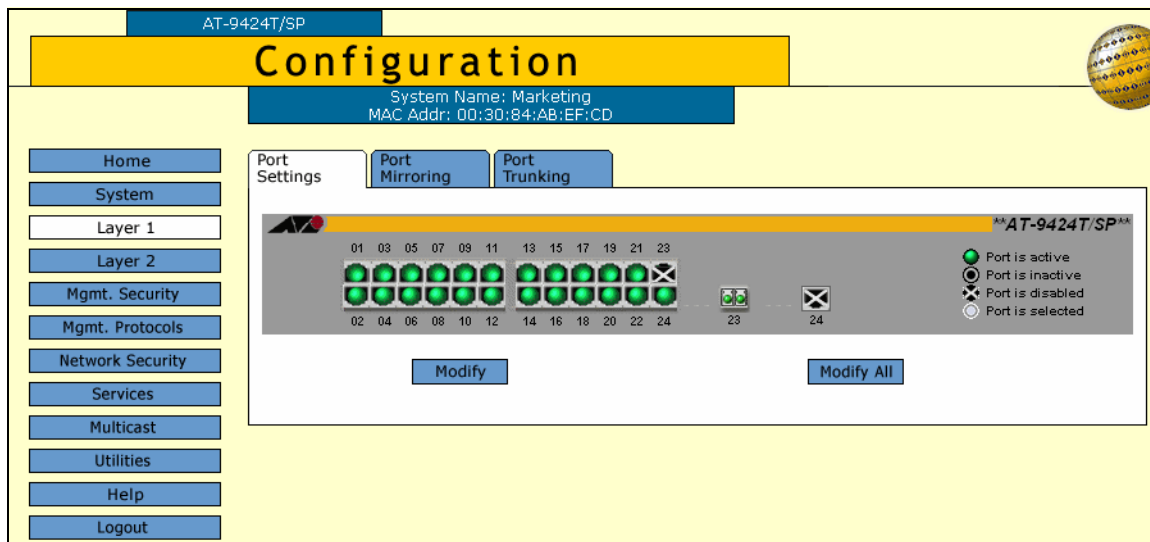 AT-9424T/SP
Configuration
System Name: Marketing
MAC Addr: 00:30:84:AB:EF:CD
Home
System
Layer 1
Layer 2
Mgmt. Security
Mgmt. Protocols
Network Security
Services
Multicast
Utilities
Help
Logout
Port Settings
Port Mirroring
Port Trunking
**AT-9424T/SP**
01 03 05 07 09 11 13 15 17 19 21 23
02 04 06 08 10 12 14 16 18 20 22 24 23 24
Port is active
Port is inactive
Port is disabled
Port is selected
Modify
Modify All